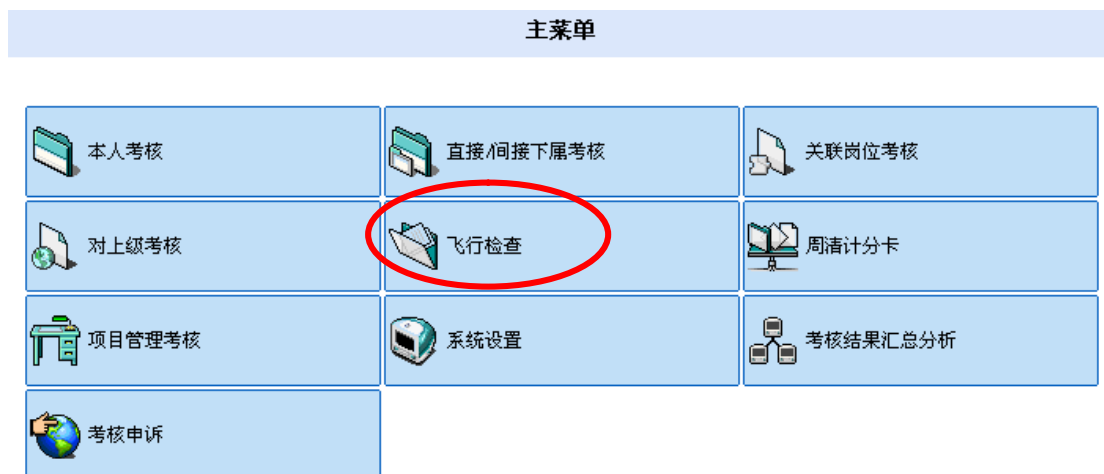 主菜单
本人考核
直接/间接下属考核
关联岗位考核
对上级考核
飞行检查
周清计分卡
项目管理考核
系统设置
考核结果汇总分析
考核申诉